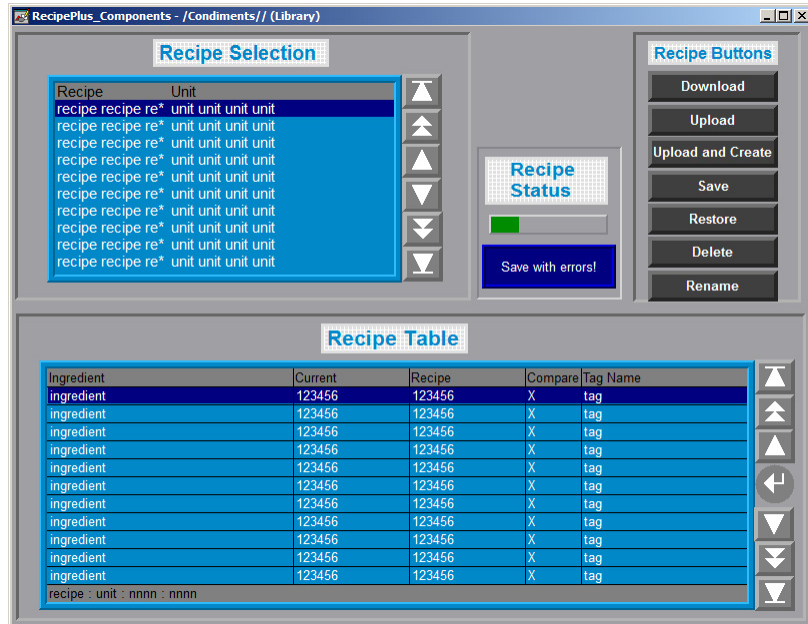 RecipePlus_Components - /Condiments// (Library)
Recipe Selection
Recipe Unit
recipe recipe re* unit unit unit unit
recipe recipe re* unit unit unit unit
recipe recipe re* unit unit unit unit
recipe recipe re* unit unit unit unit
recipe recipe re* unit unit unit unit
recipe recipe re* unit unit unit unit
recipe recipe re* unit unit unit unit
recipe recipe re* unit unit unit unit
recipe recipe re* unit unit unit unit
recipe recipe re* unit unit unit unit
Recipe
Status
Save with errors!
Recipe Buttons
Download
Upload
Upload and Create
Save
Restore
Delete
Rename
Recipe Table
Ingredient Current Recipe Compare Tag Name
ingredient 123456 123456 X tag
ingredient 123456 123456 X tag
ingredient 123456 123456 X tag
ingredient 123456 123456 X tag
ingredient 123456 123456 X tag
ingredient 123456 123456 X tag
ingredient 123456 123456 X tag
ingredient 123456 123456 X tag
ingredient 123456 123456 X tag
ingredient 123456 123456 X tag
ingredient 123456 123456 X tag
recipe : unit : nnnn : nnnn